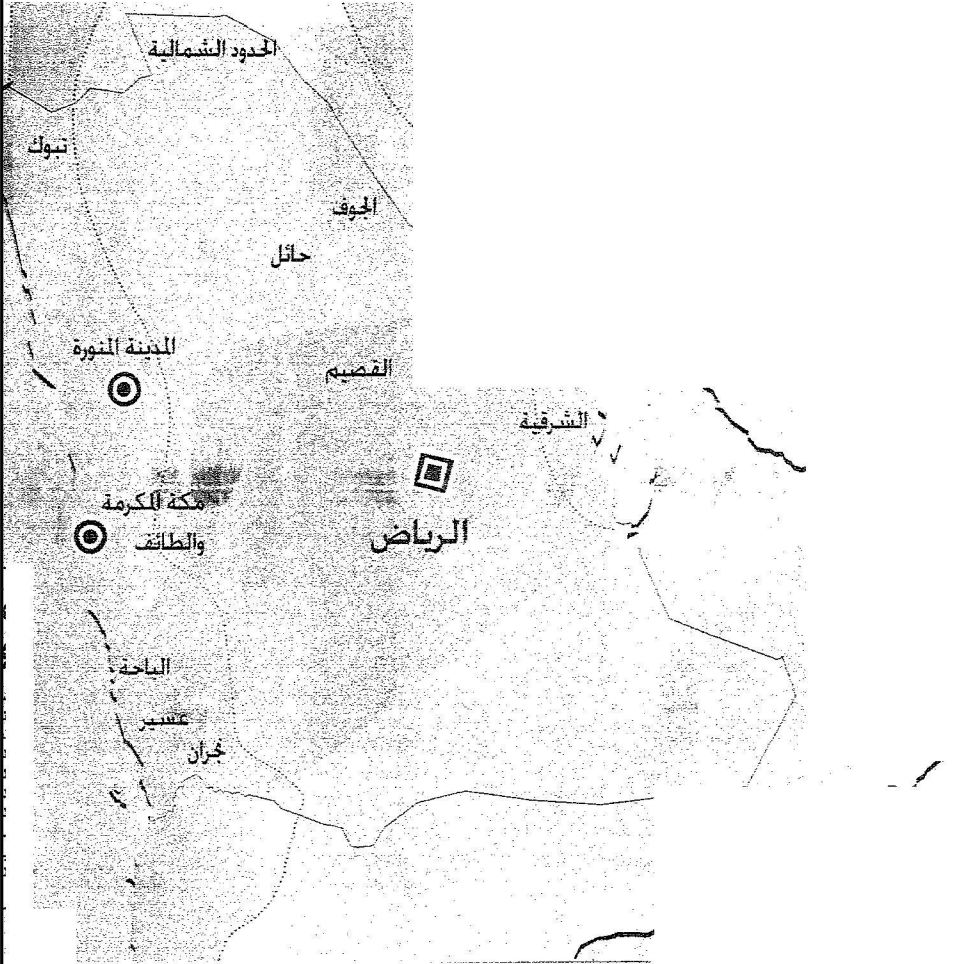 الحدود الشمالية
تبوك
الجوف
حائل
المدينة المنورة
القصيم
الشرقية
مكة المكرمة
والطائف
الرياض
الباحة
عسير
نجران